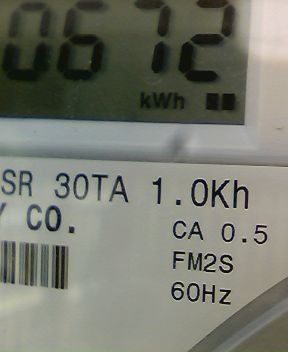 0672
kWh
SR 30TA 1.0Kh
Y CO.
CA 0.5
FM2S
60Hz